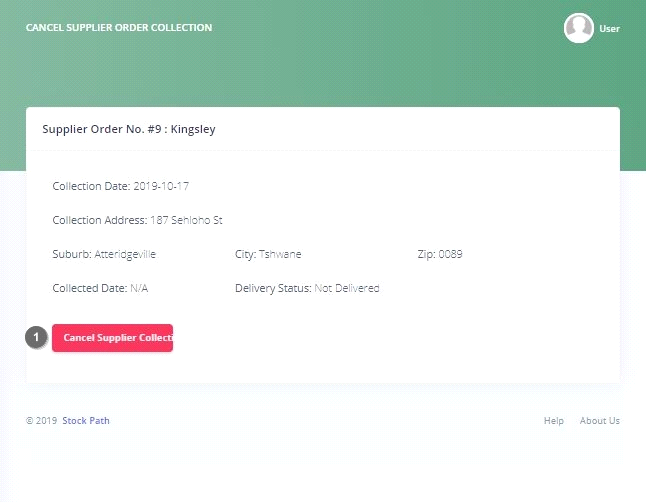 CANCEL SUPPLIER ORDER COLLECTION
User
Supplier Order No. #9 : Kingsley
Collection Date: 2019-10-17
Collection Address: 187 Sehloho St
Suburb: Atteridgeville City: Tshwane Zip: 0089
Collected Date: N/A Delivery Status: Not Delivered
1 Cancel Supplier Collecti
© 2019 Stock Path Help About Us